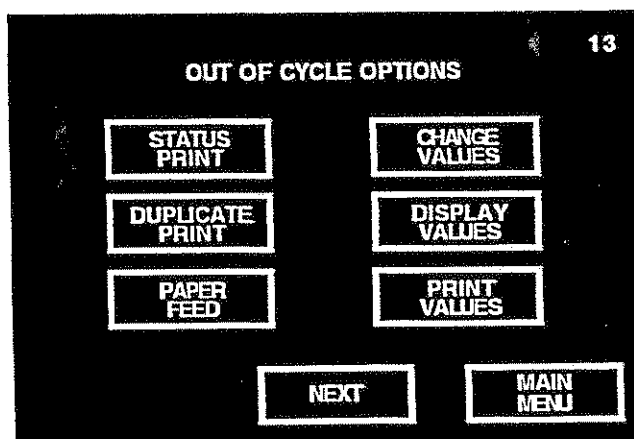 13
OUT OF CYCLE OPTIONS
STATUS
PRINT
CHANGE
VALUES
DUPLICATE
PRINT
DISPLAY
VALUES
PAPER
FEED
PRINT
VALUES
NEXT
MAIN
MENU